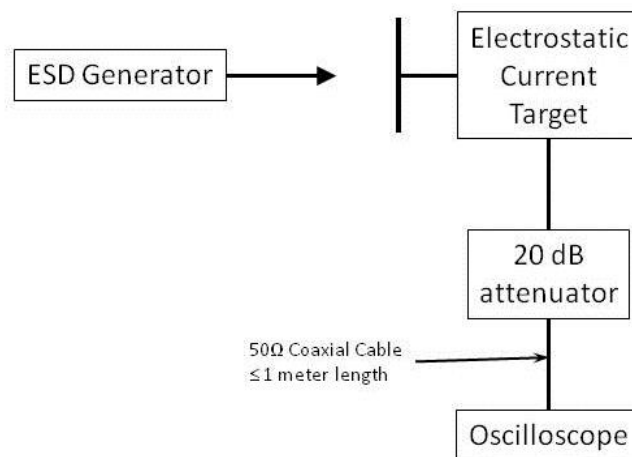 ESD Generator
Electrostatic
Current
Target
20 dB
attenuator
50Ω Coaxial Cable
≤1 meter length
Oscilloscope